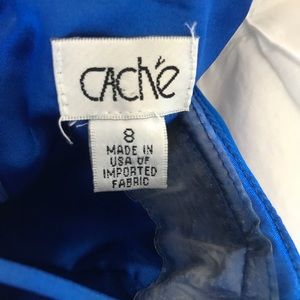 CACHÉ
8
MADE IN
USA OF
IMPORTED
FABRIC